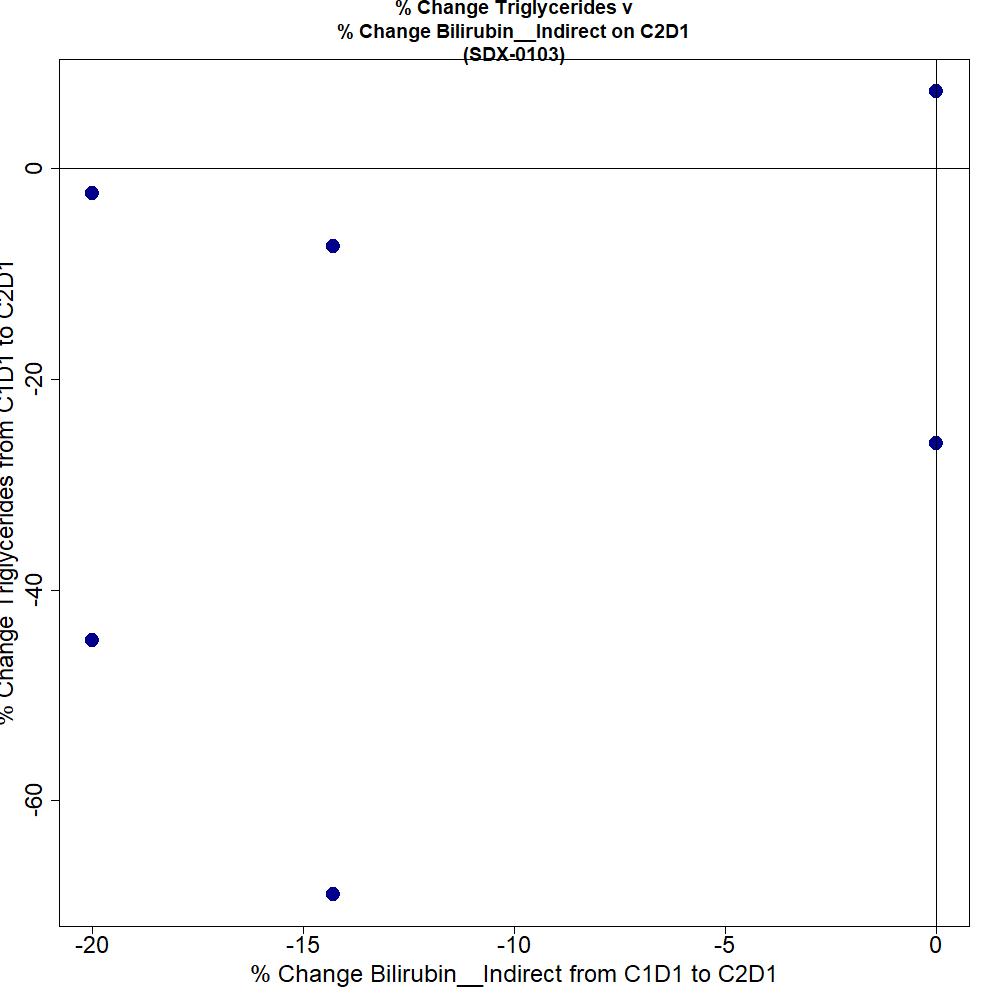 % Change Triglycerides v
% Change Bilirubin__Indirect on C2D1
(SDX-0103)
% Change Triglycerides from C1D1 to C2D1
0
-20
-40
-60
-20
-15
-10
-5
0
% Change Bilirubin__Indirect from C1D1 to C2D1